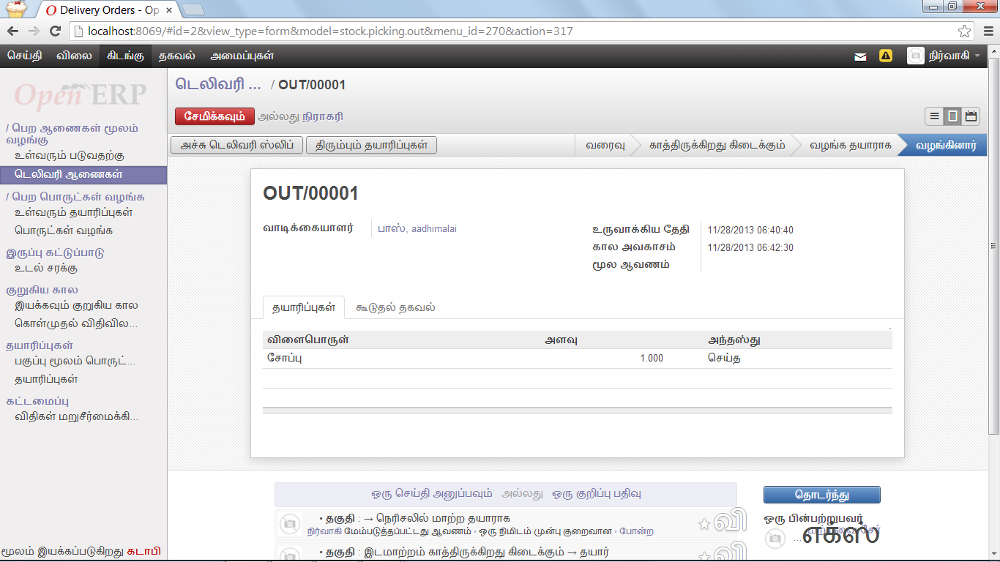 Delivery Orders - Op
localhost:8069/#id=2&view_type=form&model=stock.picking.out&menu_id=270&action=317
செய்தி விலை கிடங்கு தகவல் அமைப்புகள் நிர்வாகி
Open ERP
/ பெற ஆணைகள் மூலம்
வழங்கு
உள்வரும் படுவதற்கு
டெலிவரி ஆணைகள்
/ பெற பொருட்கள் வழங்க
உள்வரும் தயாரிப்புகள்
பொருட்கள் வழங்க
இருப்பு கட்டுப்பாடு
உடல் சரக்கு
குறுகிய கால
இயக்கவும் குறுகிய கால
கொள்முதல் விதிவில...
தயாரிப்புகள்
பகுப்பு மூலம் பொருட்...
தயாரிப்புகள்
கட்டமைப்பு
விதிகள் மறுசீர்மைக்கி...
மூலம் இயக்கப்படுகிறது கடாபி
டெலிவரி ... / OUT/00001
சேமிக்கவும் அல்லது நிராகரி
அச்சு டெலிவரி ஸ்லிப் திரும்பும் தயாரிப்புகள் வரைவு காத்திருக்கிறது கிடைக்கும் வழங்க தயாராக வழங்கினார்
OUT/00001
வாடிக்கையாளர் பாஸ், aadhimalai
உருவாக்கிய தேதி 11/28/2013 06:40:40
கால அவகாசம் 11/28/2013 06:42:30
மூல ஆவணம்
தயாரிப்புகள் கூடுதல் தகவல்
விளைபொருள் அளவு அந்தஸ்து
சோப்பு 1.000 செய்த
ஒரு செய்தி அனுப்பவும் அல்லது ஒரு குறிப்பு பதிவு
• தகுதி : → நெரிசலில் மாற்ற தயாராக
நிர்வாகி மேம்படுத்தப்பட்டது ஆவணம் • ஒரு நிமிடம் முன்பு குறைவான • போன்ற
வி
• தகுதி : இடமாற்றம் காத்திருக்கிறது கிடைக்கும் → தயார்
வி
தொடர்ந்து
ஒரு பின்பற்றுபவர்
...எக்ஸ்